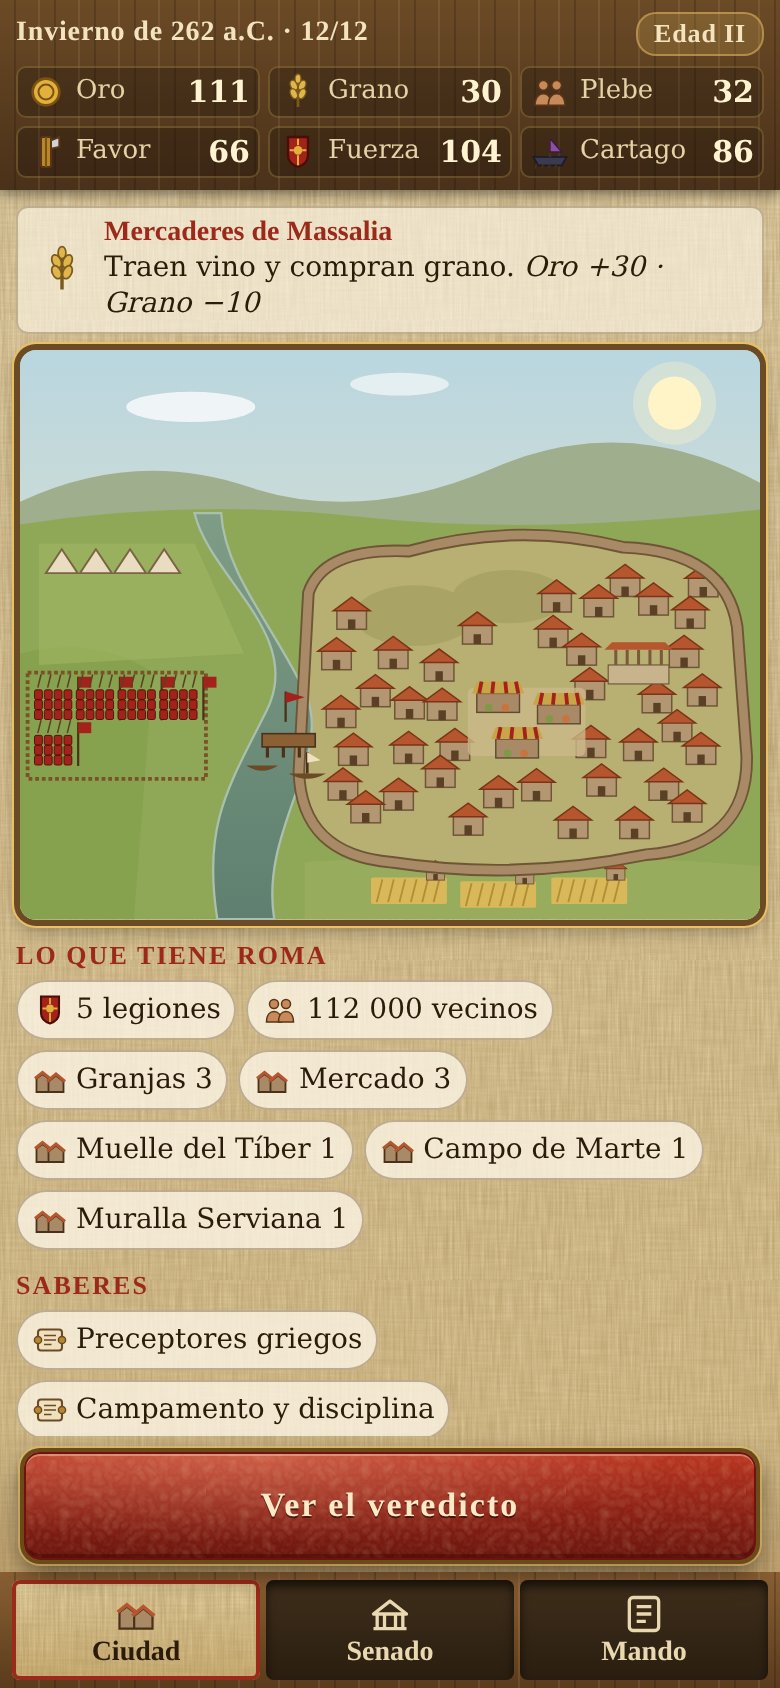 Invierno de 262 a.C. · 12/12
Edad II
Oro 111
Grano 30
Plebe 32
Favor 66
Fuerza 104
Cartago 86
Mercaderes de Massalia
Traen vino y compran grano. Oro +30 ·
Grano −10
LO QUE TIENE ROMA
5 legiones
112 000 vecinos
Granjas 3
Mercado 3
Muelle del Tíber 1
Campo de Marte 1
Muralla Serviana 1
SABERES
Preceptores griegos
Campamento y disciplina
Ver el veredicto
Ciudad
Senado
Mando